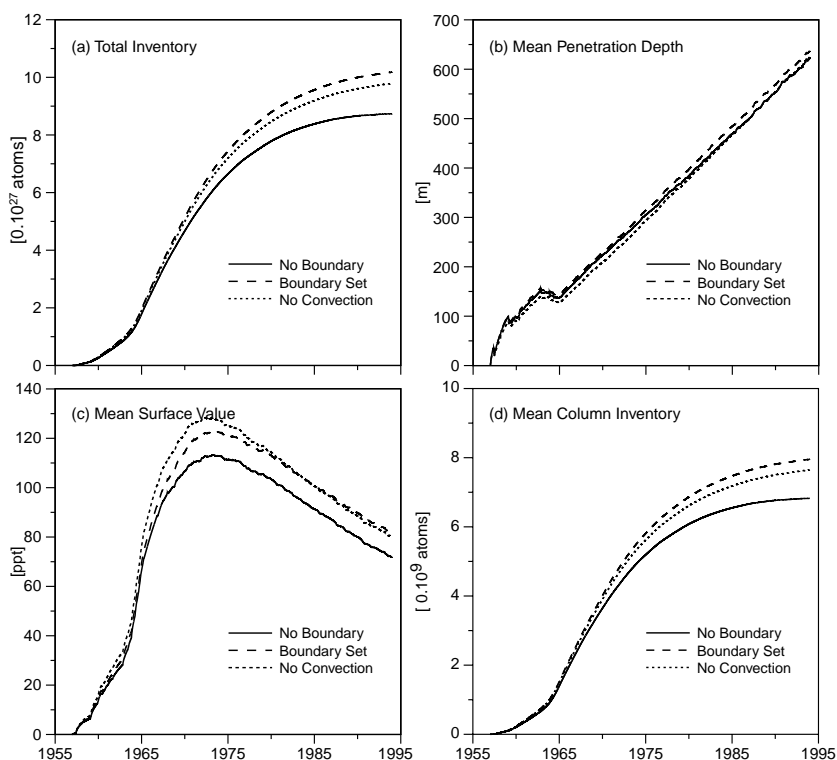 (a) Total Inventory
[0.10²⁷ atoms]
12
10
8
6
4
2
0
No Boundary
Boundary Set
No Convection
(b) Mean Penetration Depth
[m]
700
600
500
400
300
200
100
0
No Boundary
Boundary Set
No Convection
(c) Mean Surface Value
[ppt]
140
120
100
80
60
40
20
0
No Boundary
Boundary Set
No Convection
1955 1965 1975 1985 1995
(d) Mean Column Inventory
[ 0.10⁹ atoms]
10
8
6
4
2
0
No Boundary
Boundary Set
No Convection
1955 1965 1975 1985 1995